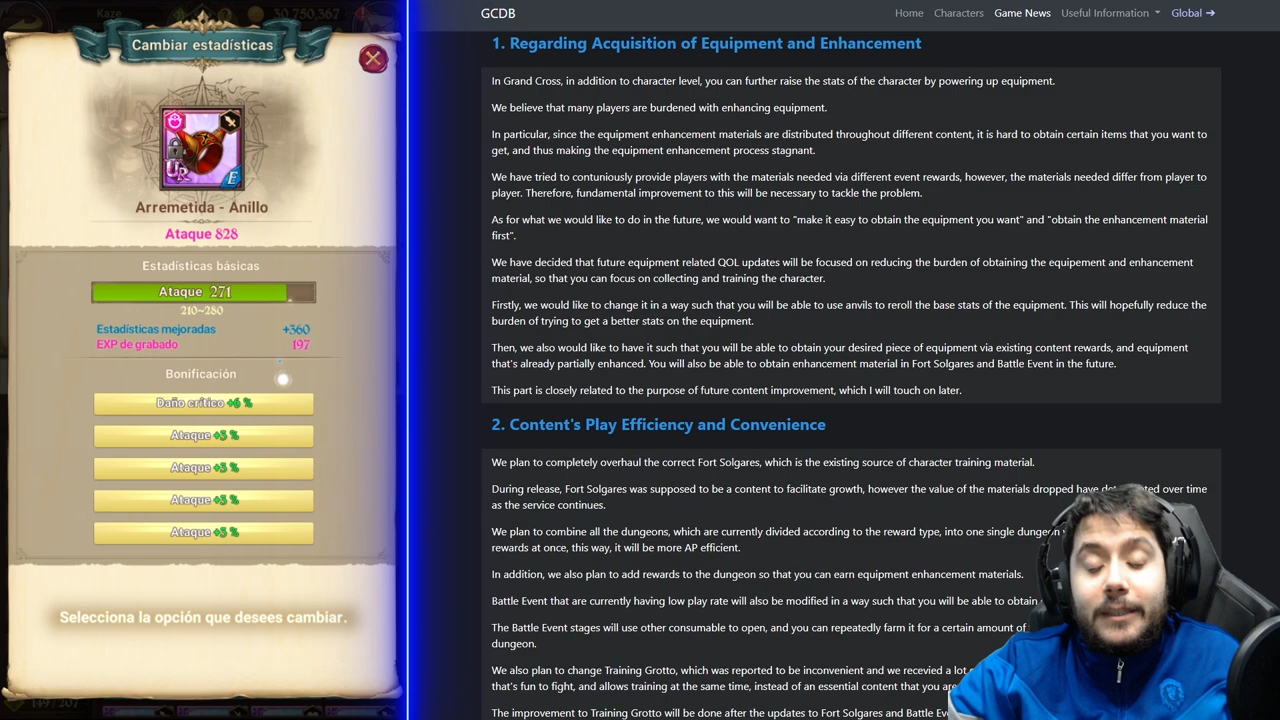 Kaze
30,750,367
Cambiar estadísticas
UR
E
Arremetida - Anillo
Ataque 828
Estadísticas básicas
Ataque 271
210~280
Estadísticas mejoradas +360
EXP de grabado 197
Bonificación
Daño crítico +6 %
Ataque +3 %
Ataque +3 %
Ataque +3 %
Ataque +3 %
Selecciona la opción que desees cambiar.
149/207
GCDB
Home Characters Game News Useful Information Global
1. Regarding Acquisition of Equipment and Enhancement
In Grand Cross, in addition to character level, you can further raise the stats of the character by powering up equipment.
We believe that many players are burdened with enhancing equipment.
In particular, since the equipment enhancement materials are distributed throughout different content, it is hard to obtain certain items that you want to
get, and thus making the equipment enhancement process stagnant.
We have tried to contuniously provide players with the materials needed via different event rewards, however, the materials needed differ from player to
player. Therefore, fundamental improvement to this will be necessary to tackle the problem.
As for what we would like to do in the future, we would want to "make it easy to obtain the equipment you want" and "obtain the enhancement material
first".
We have decided that future equipment related QOL updates will be focused on reducing the burden of obtaining the equipement and enhancement
material, so that you can focus on collecting and training the character.
Firstly, we would like to change it in a way such that you will be able to use anvils to reroll the base stats of the equipment. This will hopefully reduce the
burden of trying to get a better stats on the equipment.
Then, we also would like to have it such that you will be able to obtain your desired piece of equipment via existing content rewards, and equipment
that's already partially enhanced. You will also be able to obtain enhancement material in Fort Solgares and Battle Event in the future.
This part is closely related to the purpose of future content improvement, which I will touch on later.
2. Content's Play Efficiency and Convenience
We plan to completely overhaul the correct Fort Solgares, which is the existing source of character training material.
During release, Fort Solgares was supposed to be a content to facilitate growth, however the value of the materials dropped have over time
as the service continues.
We plan to combine all the dungeons, which are currently divided according to the reward type, into one single dungeon
rewards at once, this way, it will be more AP efficient.
In addition, we also plan to add rewards to the dungeon so that you can earn equipment enhancement materials.
Battle Event that are currently having low play rate will also be modified in a way such that you will be able to obtain
The Battle Event stages will use other consumable to open, and you can repeatedly farm it for a certain amount of
dungeon.
We also plan to change Training Grotto, which was reported to be inconvenient and we recevied a lot
that's fun to fight, and allows training at the same time, instead of an essential content that you are
The improvement to Training Grotto will be done after the updates to Fort Solgares and Battle